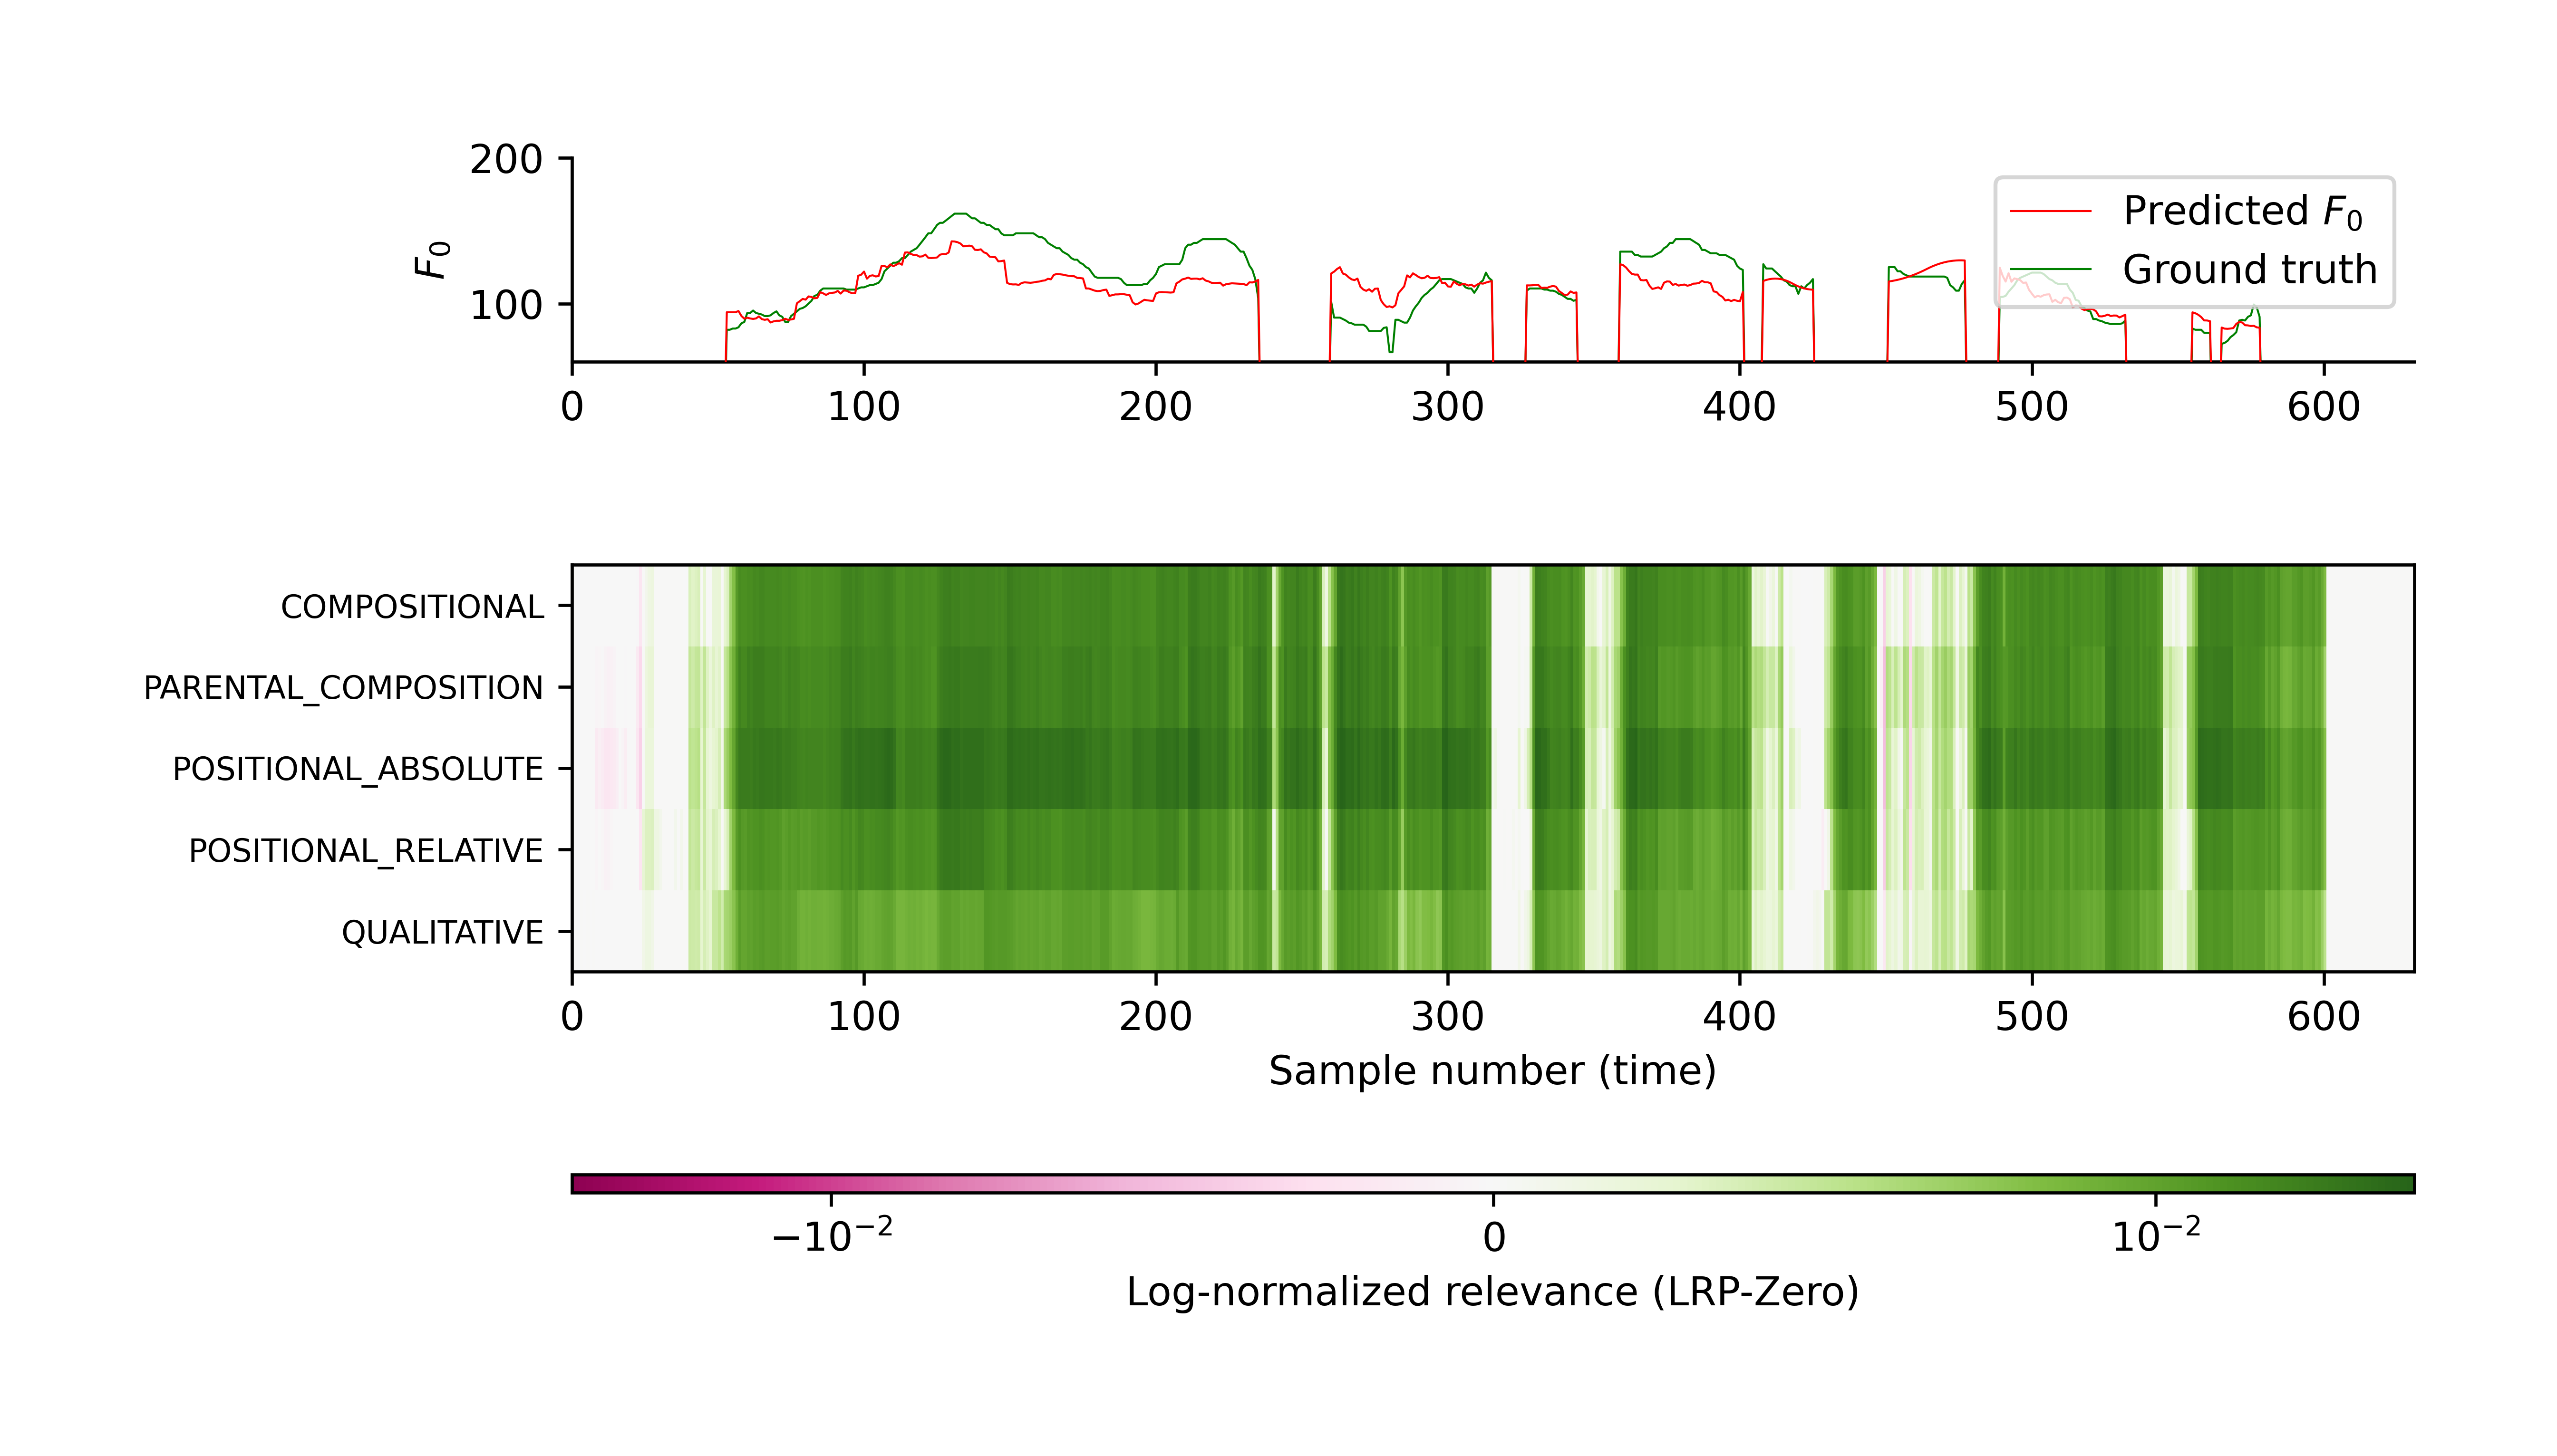 200
100
F₀
Predicted F₀
Ground truth
0 100 200 300 400 500 600
COMPOSITIONAL
PARENTAL_COMPOSITION
POSITIONAL_ABSOLUTE
POSITIONAL_RELATIVE
QUALITATIVE
0 100 200 300 400 500 600
Sample number (time)
−10⁻² 0 10⁻²
Log-normalized relevance (LRP-Zero)